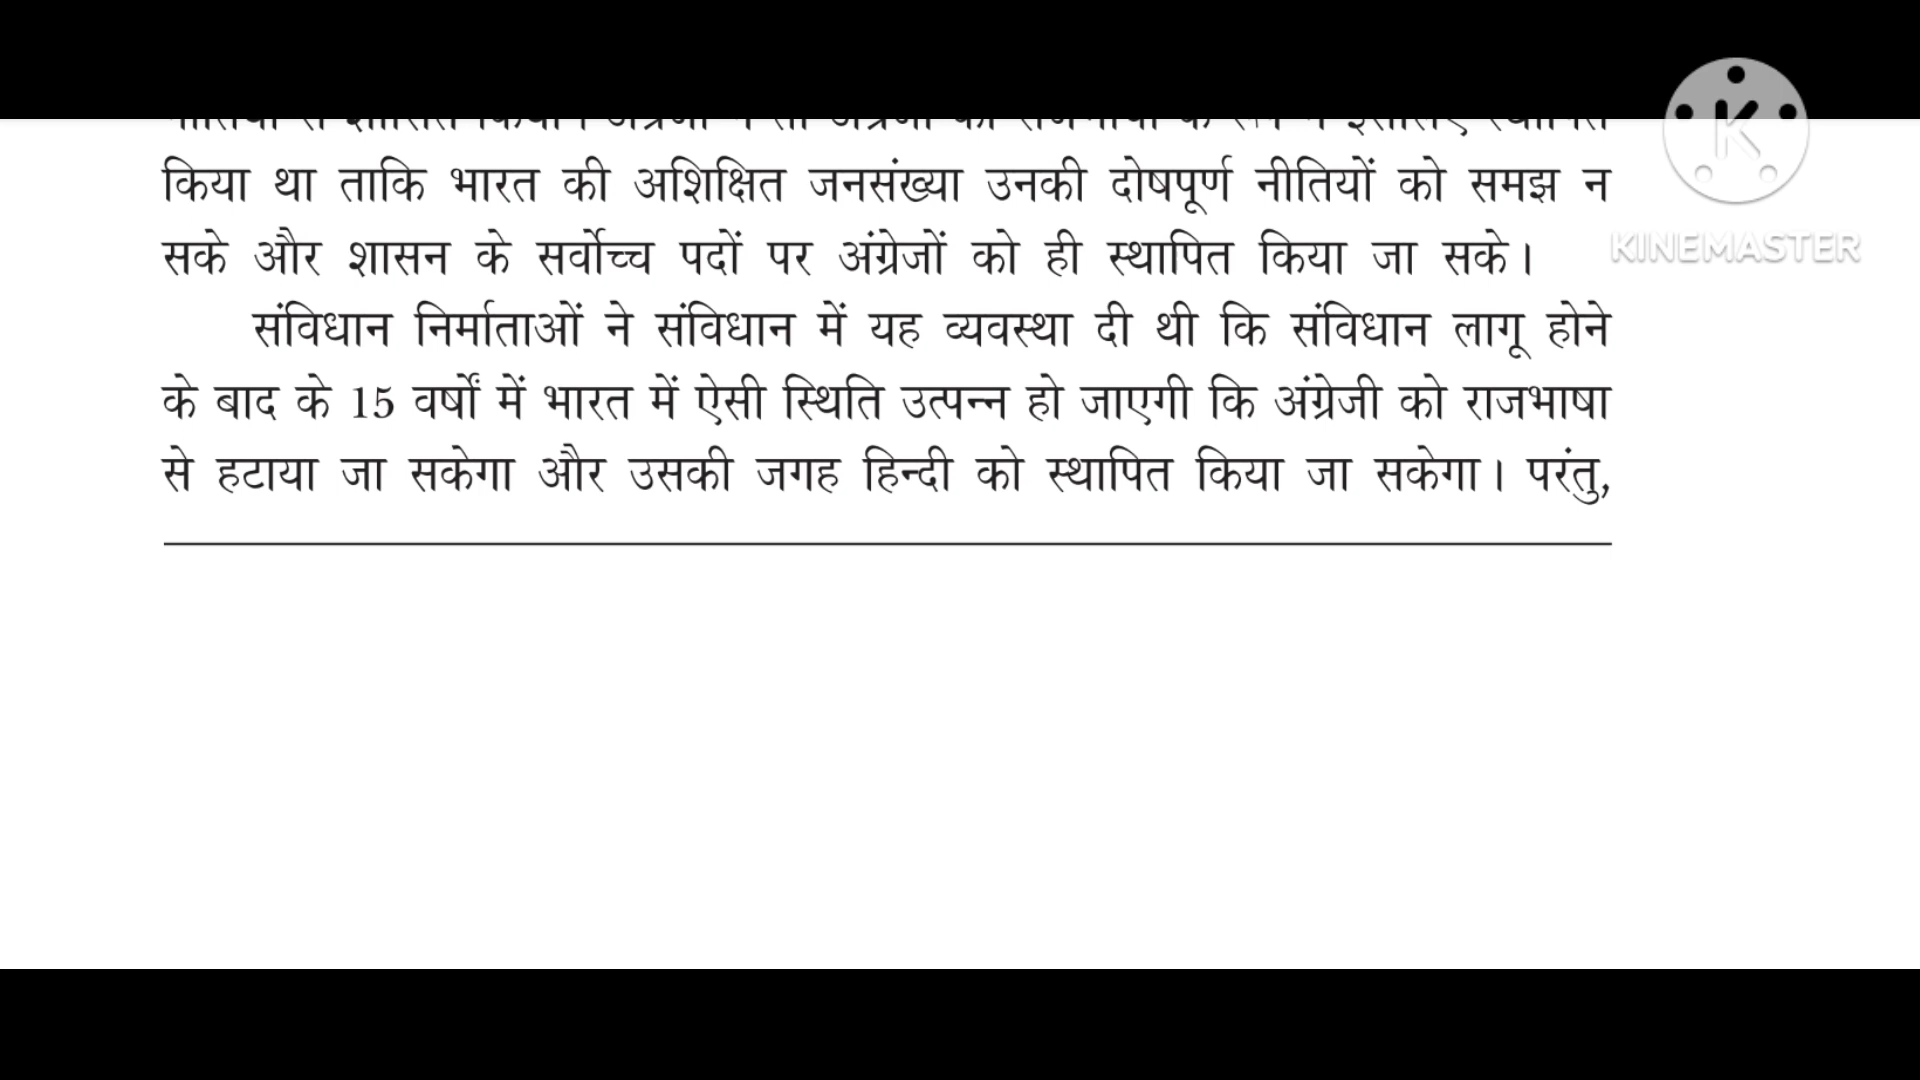 किया था ताकि भारत की अशिक्षित जनसंख्या उनकी दोषपूर्ण नीतियों को समझ न
सके और शासन के सर्वोच्च पदों पर अंग्रेजों को ही स्थापित किया जा सके।
संविधान निर्माताओं ने संविधान में यह व्यवस्था दी थी कि संविधान लागू होने
के बाद के 15 वर्षों में भारत में ऐसी स्थिति उत्पन्न हो जाएगी कि अंग्रेजी को राजभाषा
से हटाया जा सकेगा और उसकी जगह हिन्दी को स्थापित किया जा सकेगा। परंतु,
K
KINEMASTER